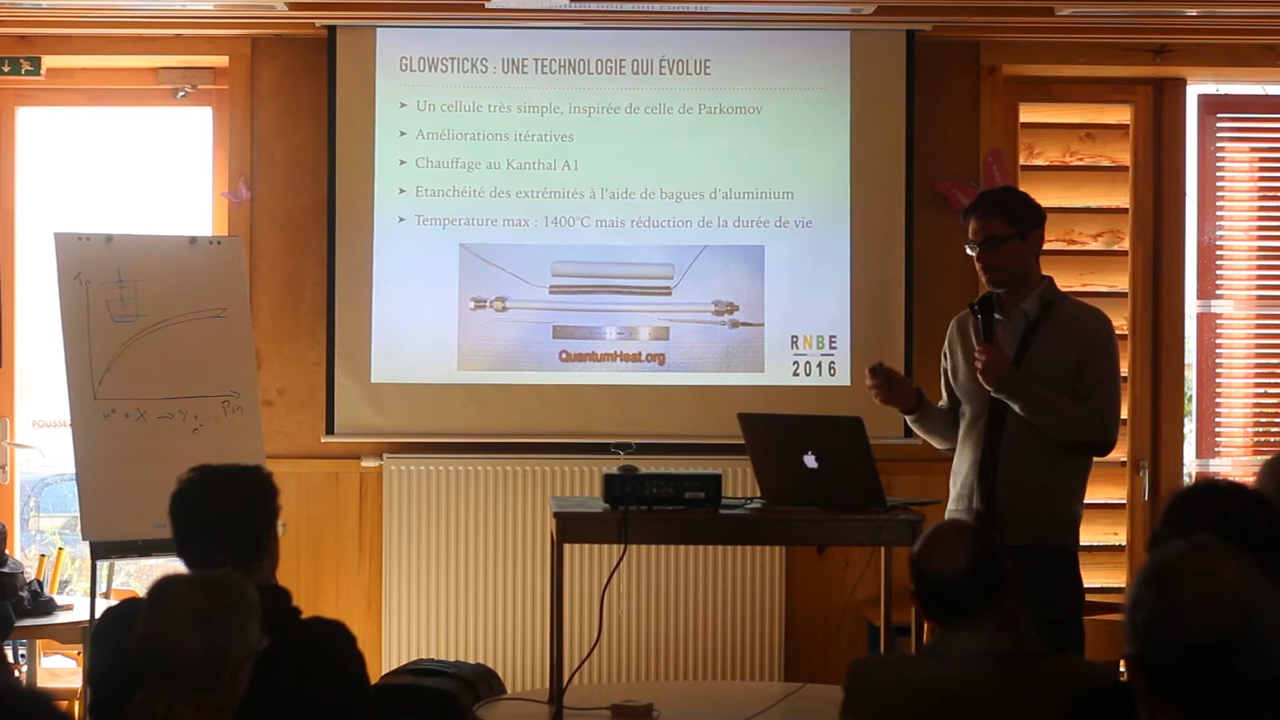 GLOWSTICKS : UNE TECHNOLOGIE QUI ÉVOLUE
➤ Un cellule très simple, inspirée de celle de Parkomov
➤ Améliorations itératives
➤ Chauffage au Kanthal A1
➤ Etanchéité des extrémités à l'aide de bagues d'aluminium
➤ Temperature max : 1400°C mais réduction de la durée de vie
QuantumHeat.org
RNBE
2016
T
H + X → Y + ... Pin
e-
POUSSEZ